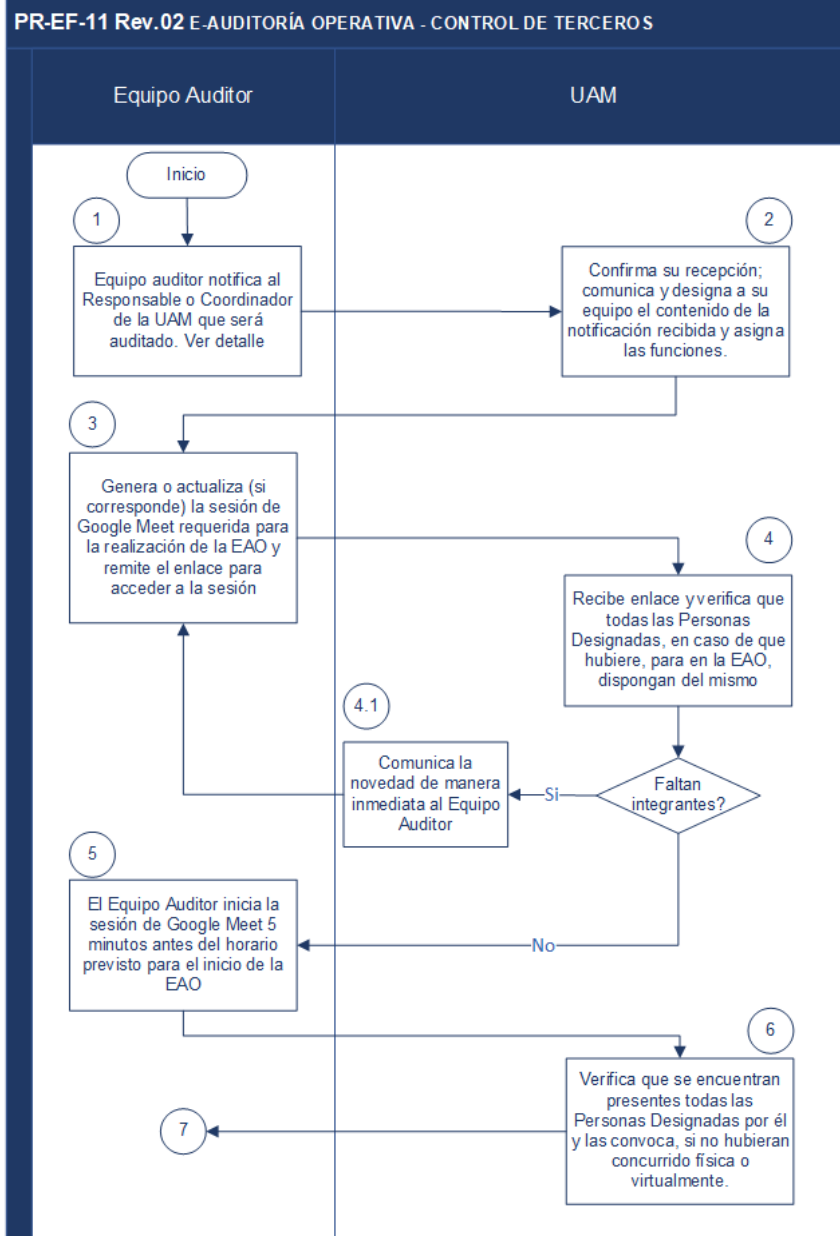 PR-EF-11 Rev.02 E-AUDITORÍA OPERATIVA - CONTROL DE TERCEROS
Equipo Auditor
UAM
Inicio
1
Equipo auditor notifica al
Responsable o Coordinador
de la UAM que será
auditado. Ver detalle
2
Confirma su recepción;
comunica y designa a su
equipo el contenido de la
notificación recibida y asigna
las funciones.
3
Genera o actualiza (si
corresponde) la sesión de
Google Meet requerida para
la realización de la EAO y
remite el enlace para
acceder a la sesión
4
Recibe enlace y verifica que
todas las Personas
Designadas, en caso de que
hubiere, para en la EAO,
dispongan del mismo
Faltan
integrantes?
Si
4.1
Comunica la
novedad de manera
inmediata al Equipo
Auditor
No
5
El Equipo Auditor inicia la
sesión de Google Meet 5
minutos antes del horario
previsto para el inicio de la
EAO
6
Verifica que se encuentran
presentes todas las
Personas Designadas por él
y las convoca, si no hubieran
concurrido física o
virtualmente.
7